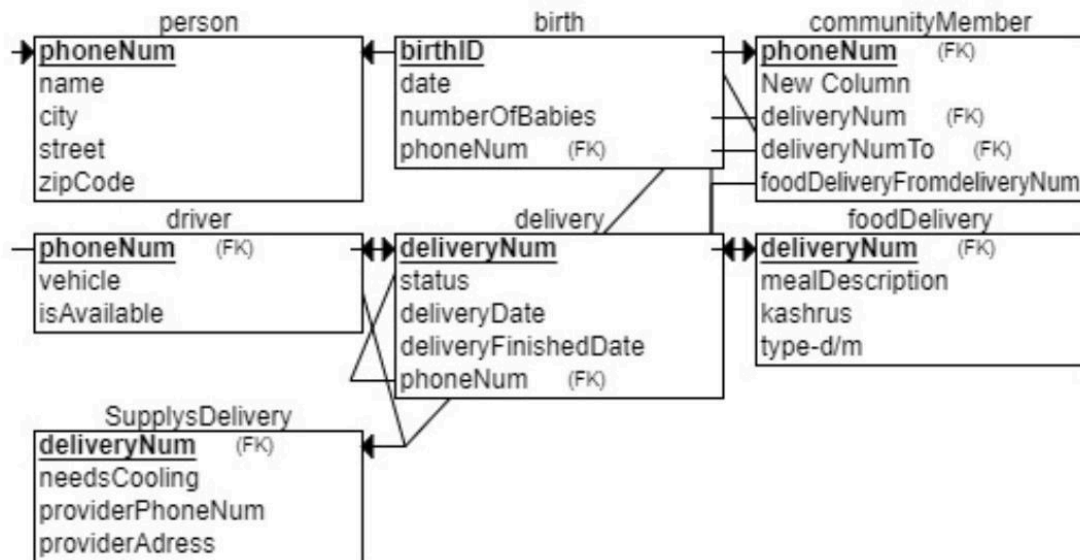 person
phoneNum
name
city
street
zipCode
birth
birthID
date
numberOfBabies
phoneNum (FK)
communityMember
phoneNum (FK)
New Column
deliveryNum (FK)
deliveryNumTo (FK)
foodDeliveryFromdeliveryNum
driver
phoneNum (FK)
vehicle
isAvailable
delivery
deliveryNum
status
deliveryDate
deliveryFinishedDate
phoneNum (FK)
foodDelivery
deliveryNum (FK)
mealDescription
kashrus
type-d/m
SupplysDelivery
deliveryNum (FK)
needsCooling
providerPhoneNum
providerAdress